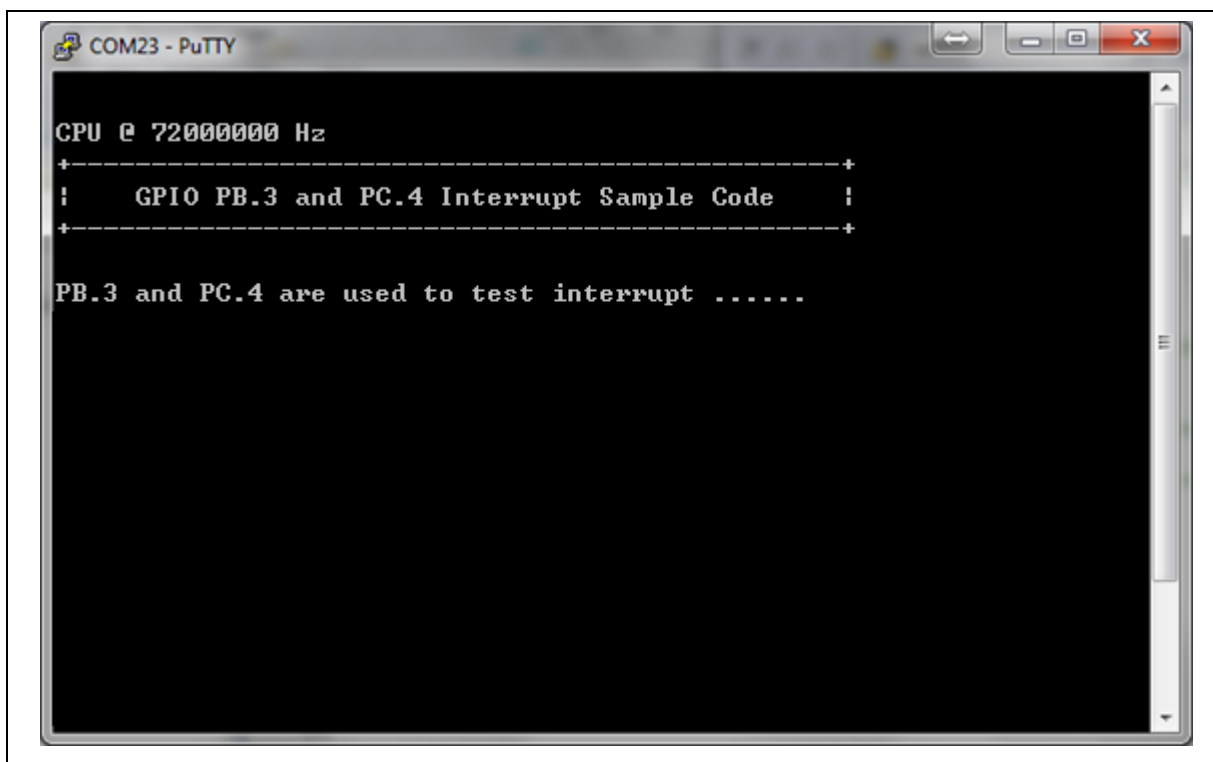 COM23 - PuTTY
CPU @ 72000000 Hz
+------------------------------------------------+
|    GPIO PB.3 and PC.4 Interrupt Sample Code    |
+------------------------------------------------+
PB.3 and PC.4 are used to test interrupt ......